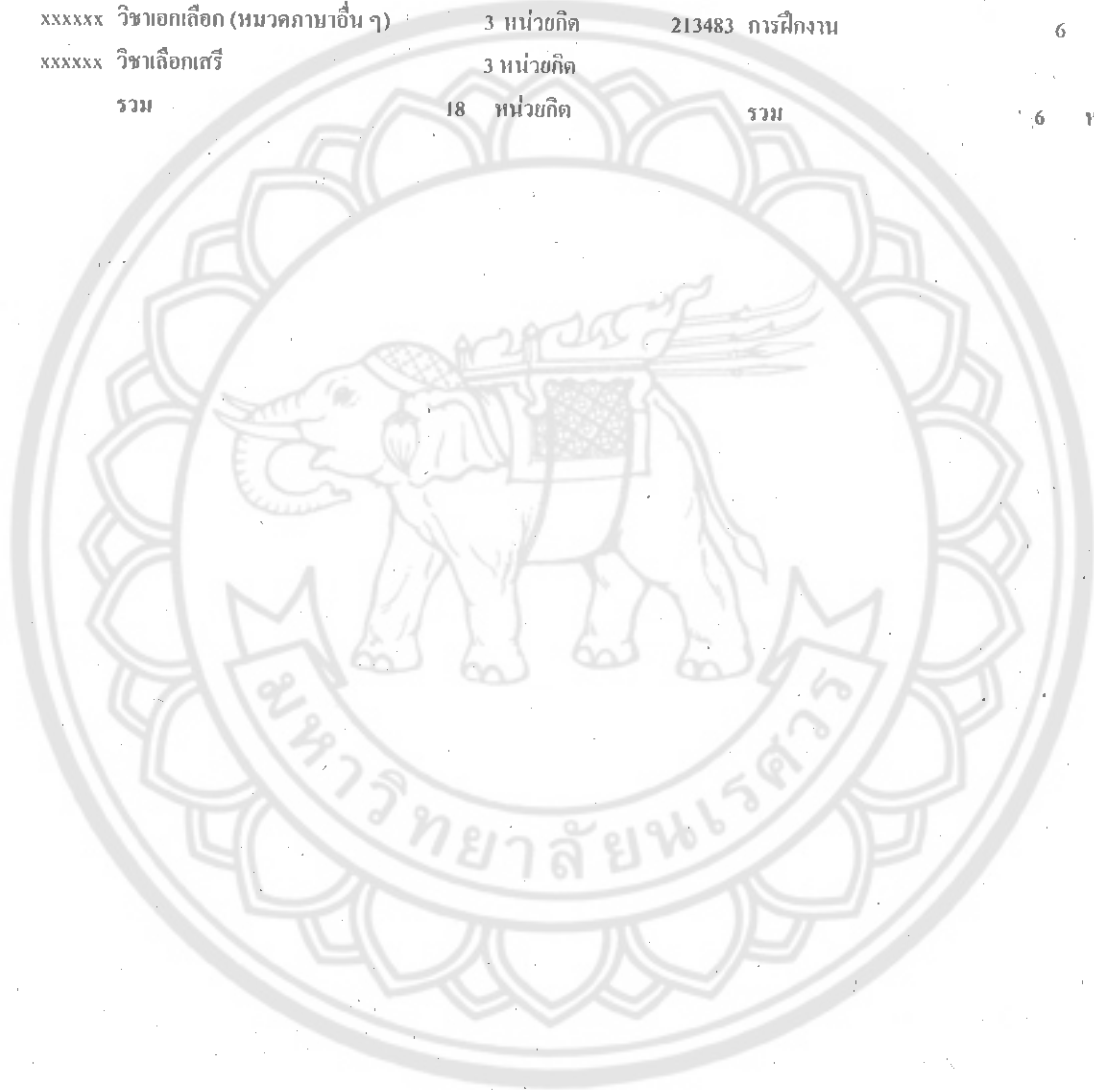 xxxxxx วิชาเอกเลือก (หมวดภาษาอื่น ๆ) 3 หน่วยกิต 213483 การฝึกงาน 6
xxxxxx วิชาเลือกเสรี 3 หน่วยกิต
รวม 18 หน่วยกิต รวม 6 ห
มหาวิทยาลัยนเรศวร